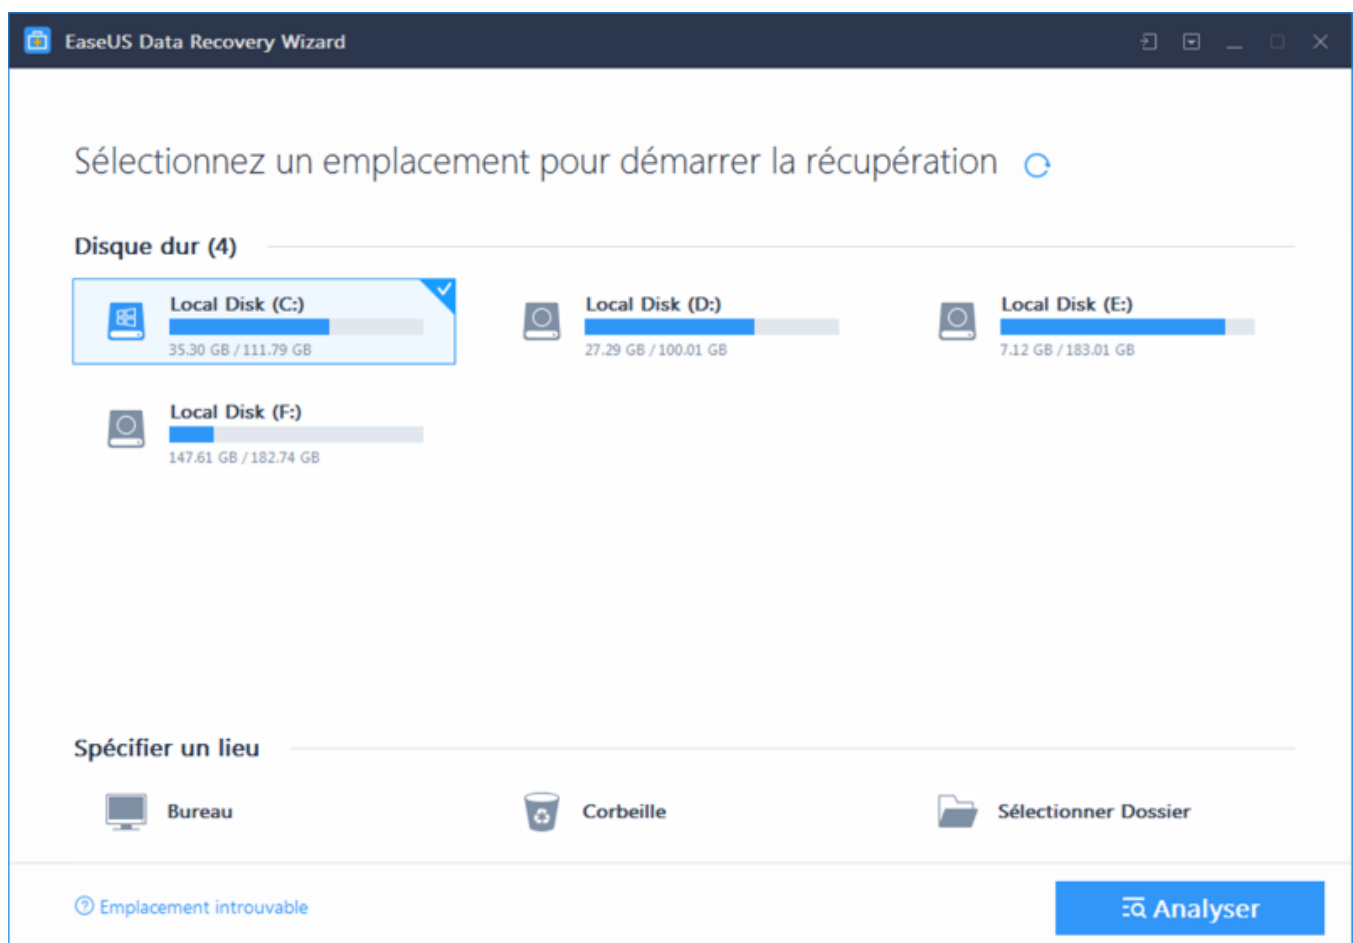 EaseUS Data Recovery Wizard
Sélectionnez un emplacement pour démarrer la récupération
Disque dur (4)
Local Disk (C:)
35.30 GB / 111.79 GB
Local Disk (D:)
27.29 GB / 100.01 GB
Local Disk (E:)
7.12 GB / 183.01 GB
Local Disk (F:)
147.61 GB / 182.74 GB
Spécifier un lieu
Bureau
Corbeille
Sélectionner Dossier
Emplacement introuvable
Analyser